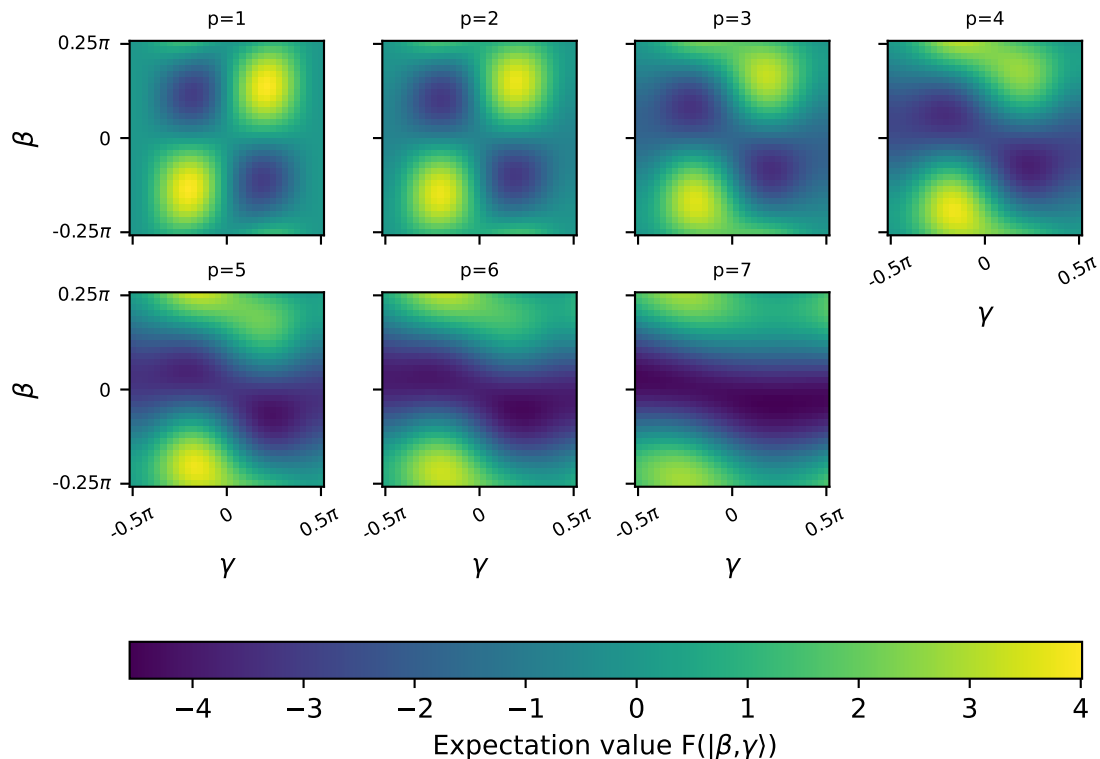 p=1 p=2 p=3 p=4
0.25π
β
0
-0.25π
-0.5π 0 0.5π
γ
p=5 p=6 p=7
0.25π
β
0
-0.25π
-0.5π 0 0.5π -0.5π 0 0.5π -0.5π 0 0.5π
γ γ γ
−4 −3 −2 −1 0 1 2 3 4
Expectation value F(|β,γ⟩)